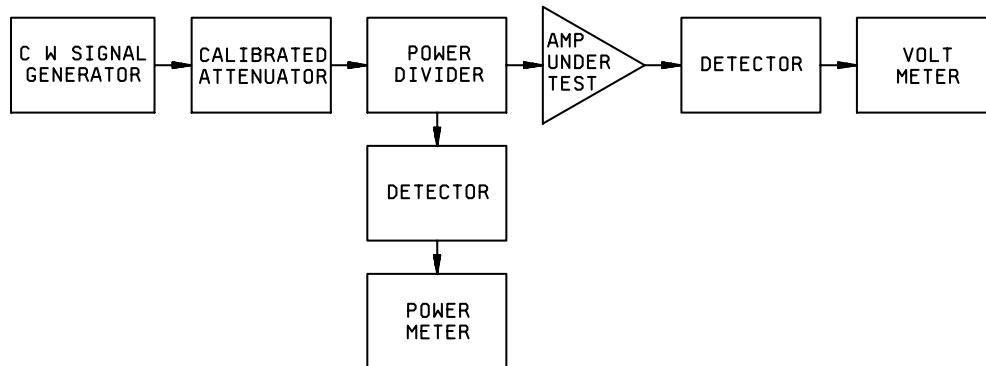 C W SIGNAL
GENERATOR
CALIBRATED
ATTENUATOR
POWER
DIVIDER
AMP
UNDER
TEST
DETECTOR
VOLT
METER
DETECTOR
POWER
METER